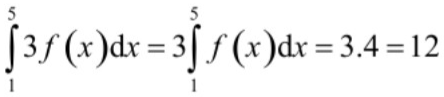 ∫₁⁵ 3f(x)dx = 3∫₁⁵ f(x)dx = 3.4 = 12